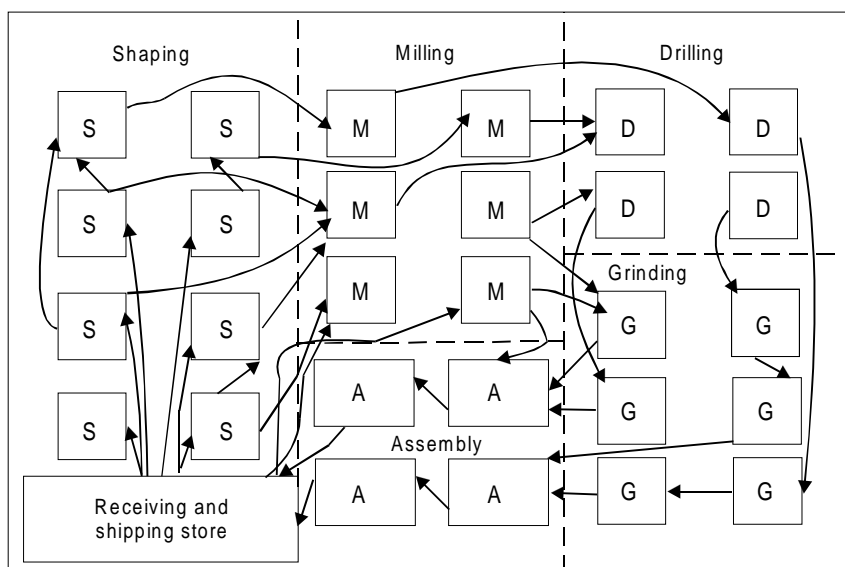 Shaping Milling Drilling
S S M M D D
S S M M D D
Grinding
S S M M G G
S S A A G G
Assembly
Receiving and
shipping store
A A G G